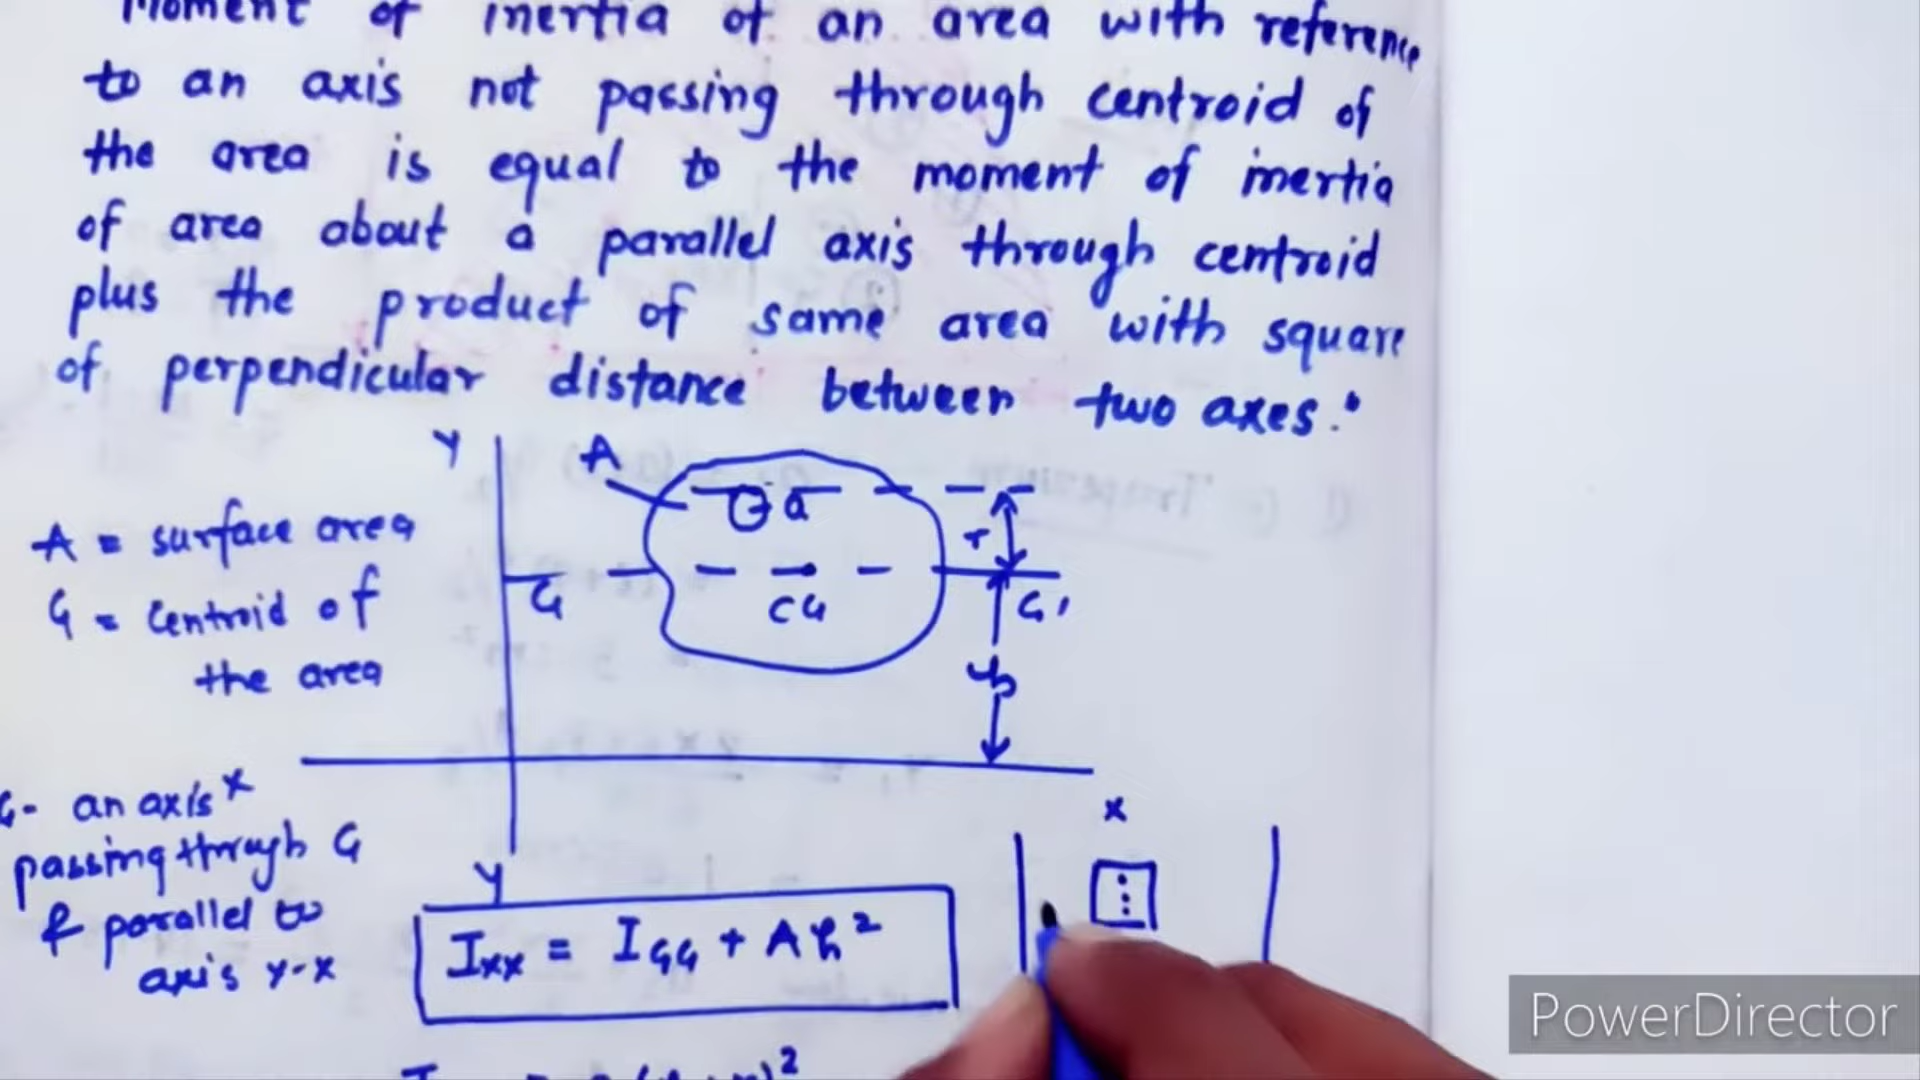 Moment of inertia of an area with reference
to an axis not passing through centroid of
the area is equal to the moment of inertia
of area about a parallel axis through centroid
plus the product of same area with square
of perpendicular distance between two axes."
Y
A
a
A = surface area
r
G = centroid of
the area
G
CG
G'
h
G- an axis
passing through G
& parallel to
axis x-x
X
X
Y
Ixx = IGG + Ah²
PowerDirector